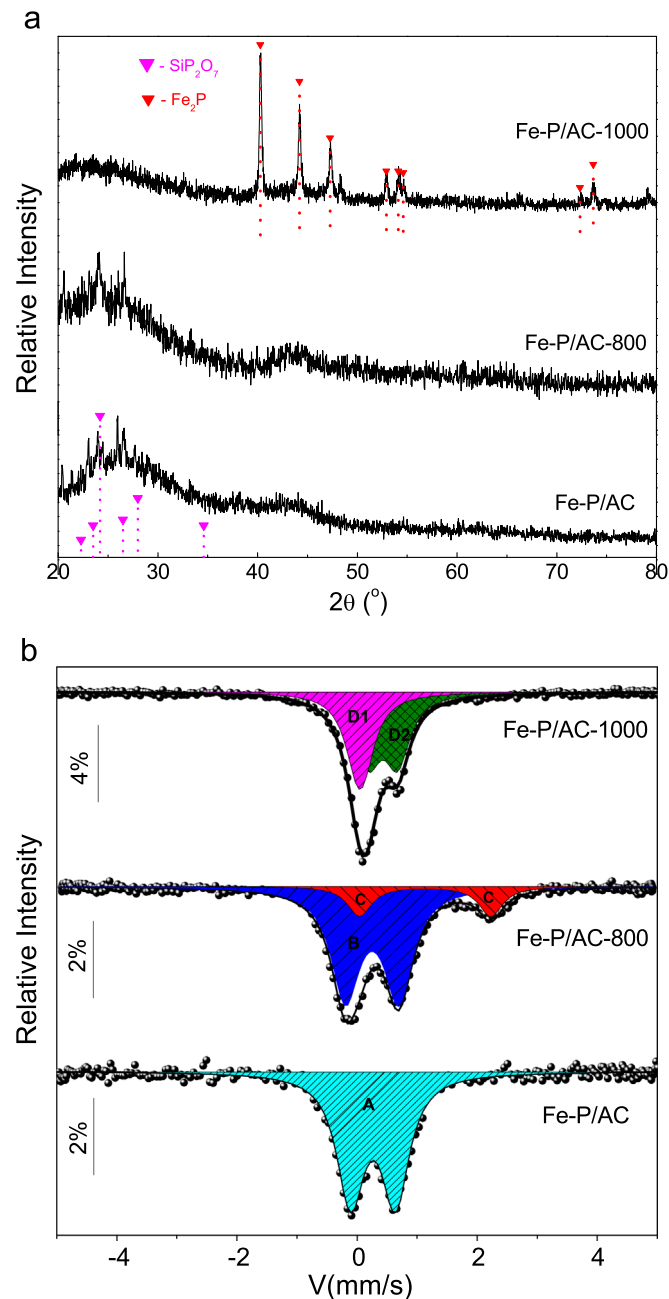 a
- SiP₂O₇
- Fe₂P
Fe-P/AC-1000
Fe-P/AC-800
Fe-P/AC
Relative Intensity
20 30 40 50 60 70 80
2θ (°)
b
D1
D2
Fe-P/AC-1000
4%
C C
B
Fe-P/AC-800
2%
A
Fe-P/AC
2%
Relative Intensity
-4 -2 0 2 4
V(mm/s)